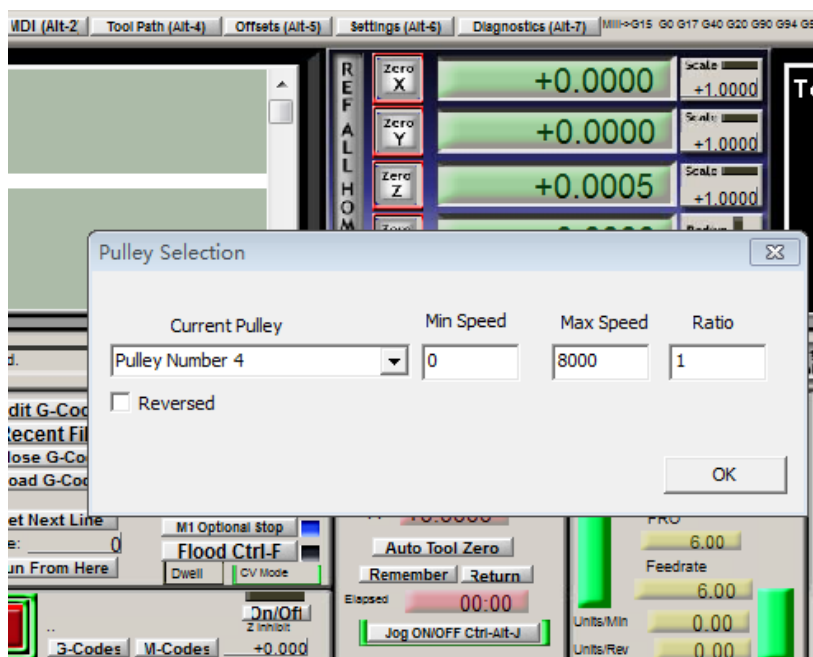 MDI (Alt-2
Tool Path (Alt-4)
Offsets (Alt-5)
Settings (Alt-6)
Diagnostics (Alt-7)
Mill->G15 G0 G17 G40 G20 G90 G94
REF ALL HOM
Zero X
+0.0000
Scale
+1.0000
Zero Y
+0.0000
Scale
+1.0000
Zero Z
+0.0005
Scale
+1.0000
Pulley Selection
Current Pulley
Min Speed
Max Speed
Ratio
Pulley Number 4
0
8000
1
Reversed
OK
dit G-Cod
Recent Fil
lose G-Co
oad G-Cod
et Next Line
e: 0
un From Here
M1 Optional Stop
Flood Ctrl-F
Dwell
CV Mode
Auto Tool Zero
Remember
Return
Elapsed
00:00
Jog ON/OFF Ctrl-Alt-J
On/Off
Z Inhibit
+0.000
G-Codes
M-Codes
FRO
6.00
Feedrate
6.00
Units/Min
0.00
Units/Rev
0.00